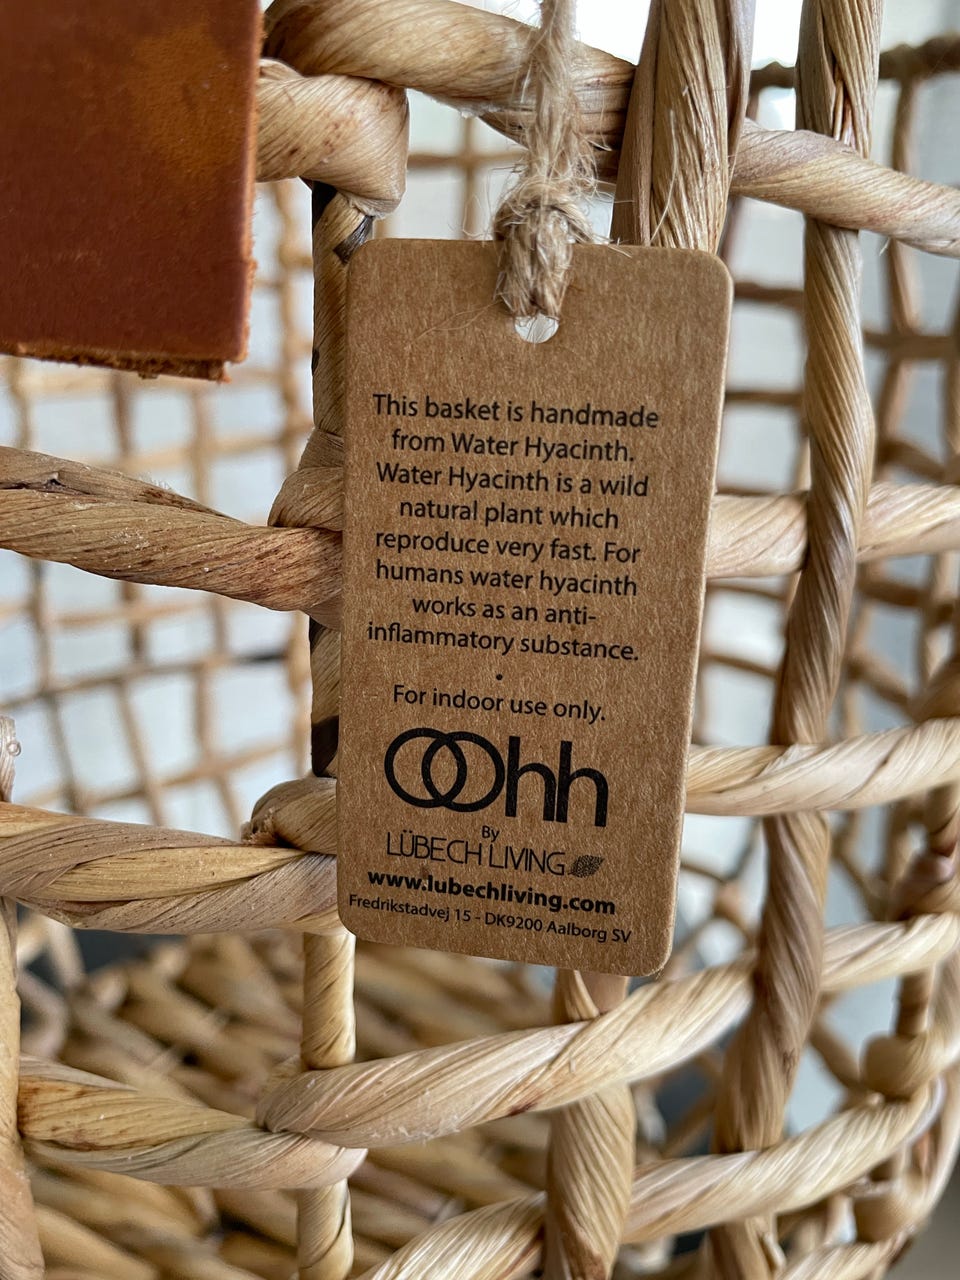 This basket is handmade
from Water Hyacinth.
Water Hyacinth is a wild
natural plant which
reproduce very fast. For
humans water hyacinth
works as an anti-
inflammatory substance.
•
For indoor use only.
OOhh
By
LÜBECH LIVING
www.lubechliving.com
Fredrikstadvej 15 - DK9200 Aalborg SV